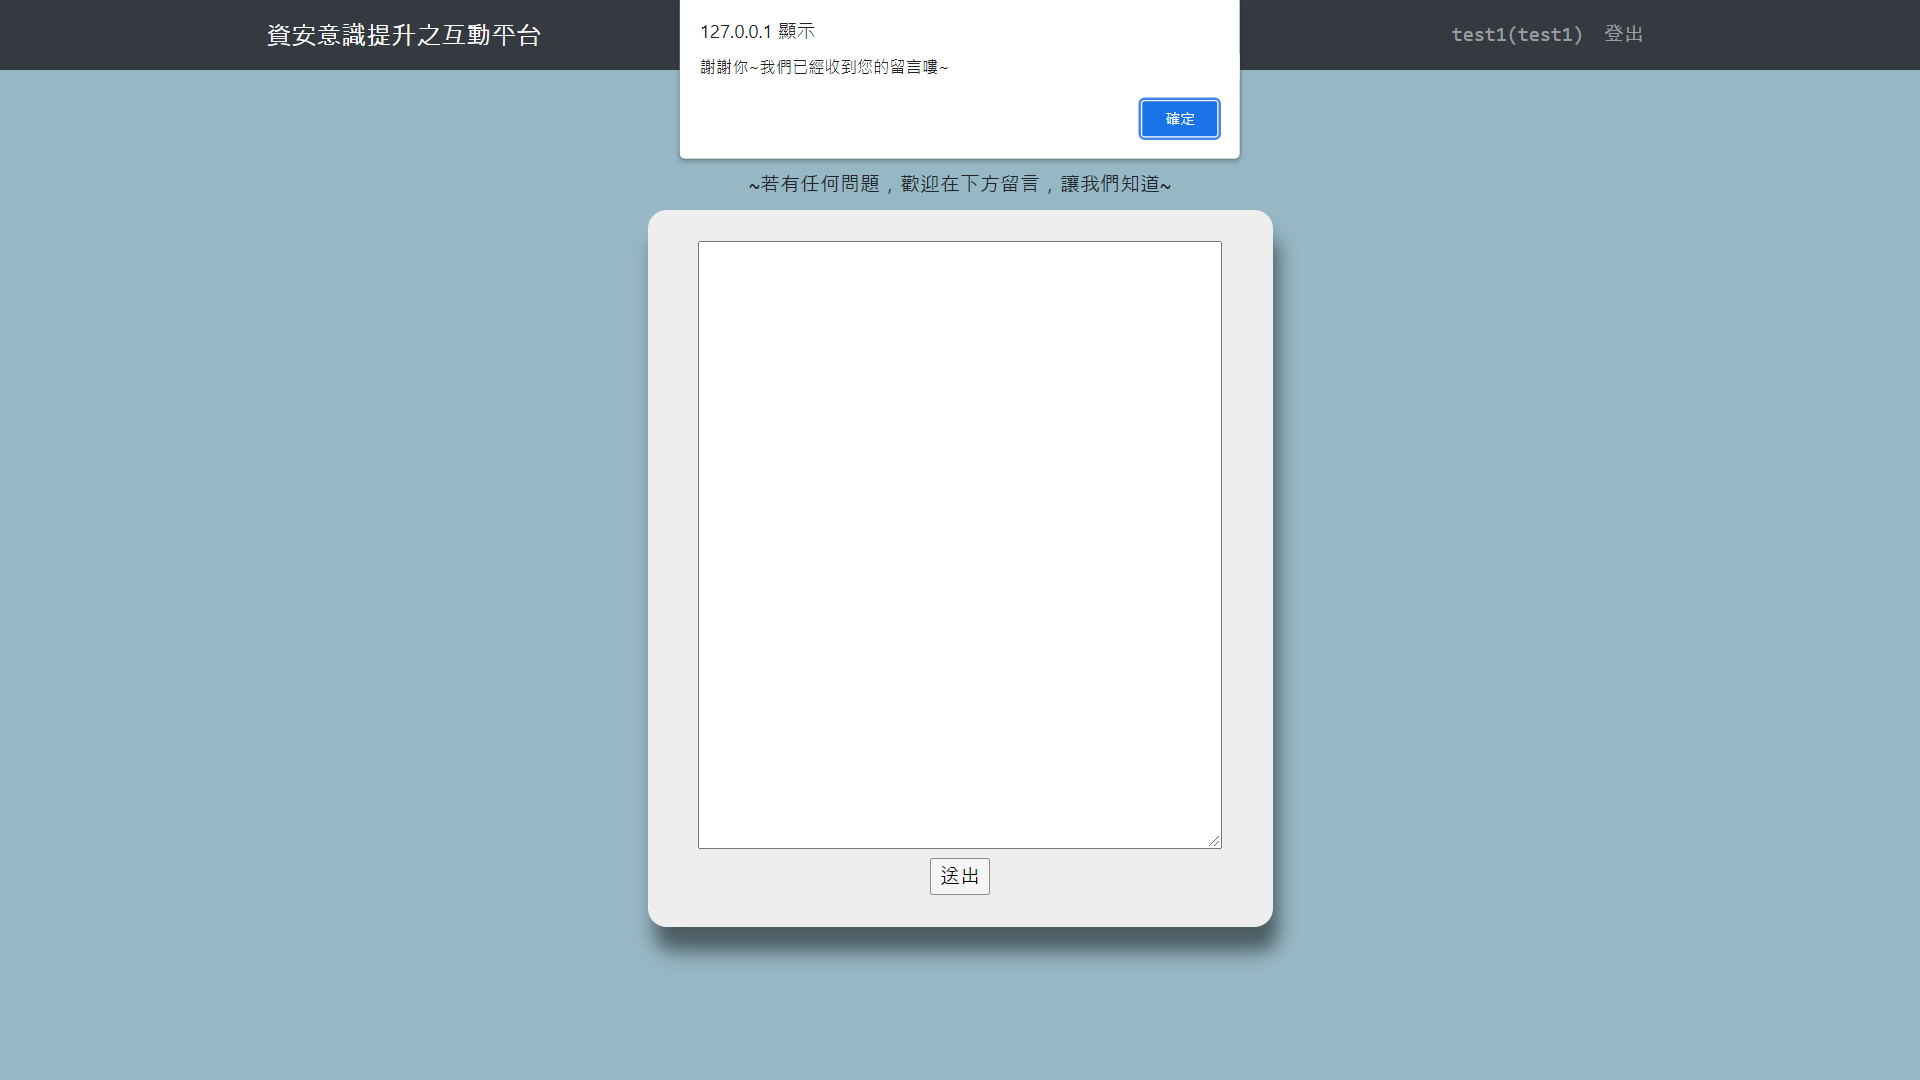 資安意識提升之互動平台
test1(test1) 登出
127.0.0.1 顯示
謝謝你~我們已經收到您的留言嘍~
確定
~若有任何問題，歡迎在下方留言，讓我們知道~
送出